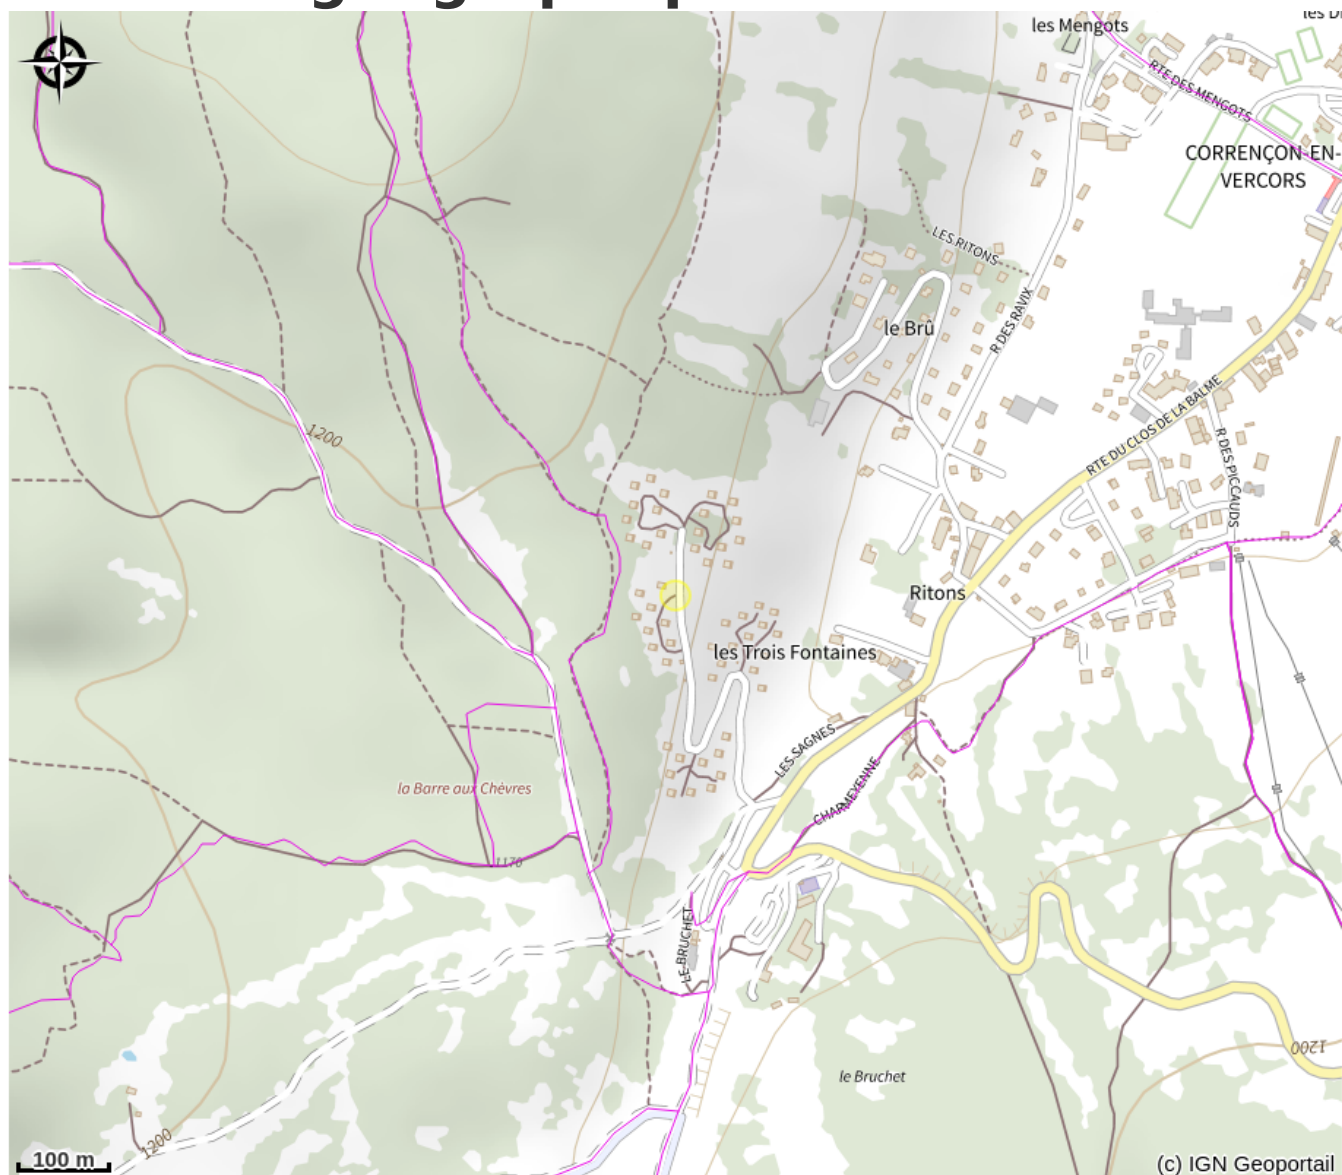 les Mengots
RTE DES MENGOTS
CORRENÇON-EN-
VERCORS
LES RITONS
le Brû
R DES RAVIX
RTE DU CLOS DE LA BALME
R DES PICCAUDS
1200
Ritons
les Trois Fontaines
LES SAGNES
CHARMEYENNE
la Barre aux Chèvres
1170
LE BRUCHET
le Bruchet
1200
1200
100 m
(c) IGN Geoportail